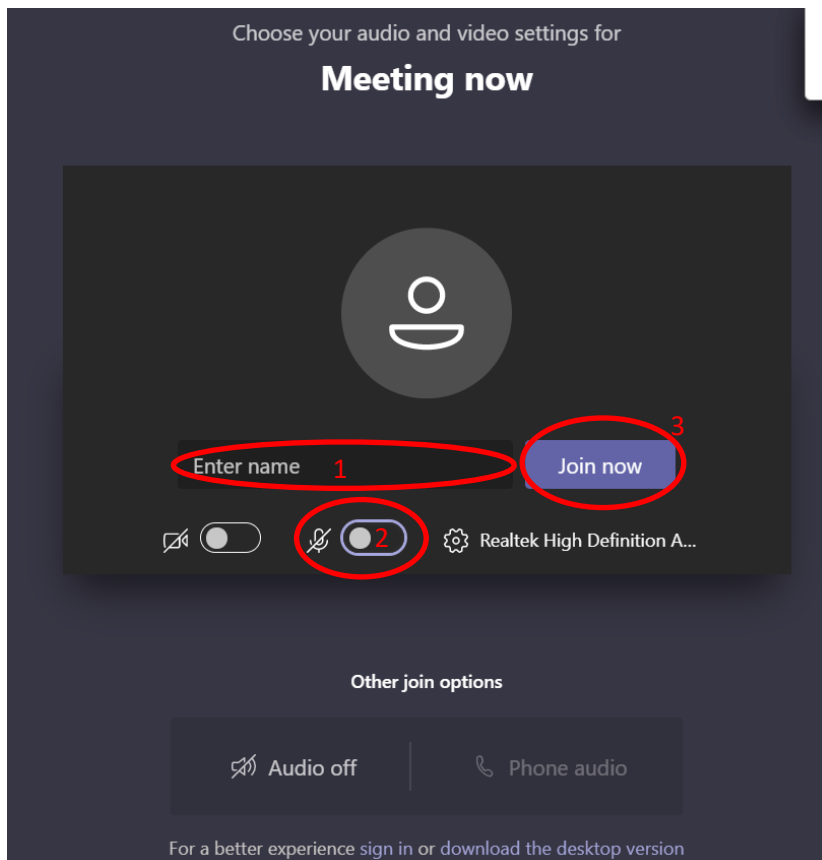 Choose your audio and video settings for
Meeting now
3
Enter name 1 Join now
2 Realtek High Definition A...
Other join options
Audio off Phone audio
For a better experience sign in or download the desktop version